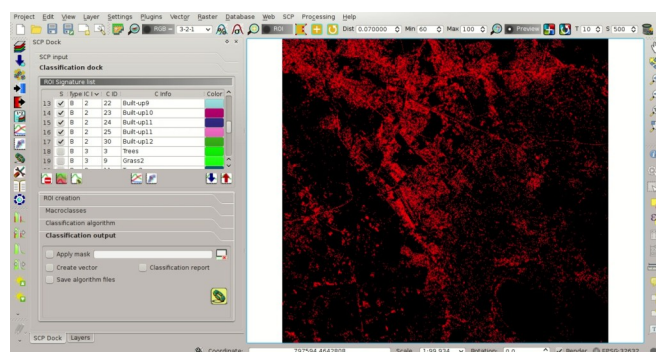 Project Edit View Layer Settings Plugins Vector Raster Database Web SCP Processing Help
RGB = 3-2-1 ROI Dist 0.070000 Min 60 Max 100 Preview T 10 S 500
SCP Dock
SCP input
Classification dock
ROI Signature list
S Type C ID C Info Color
13 B 2 22 Built-up9
14 B 2 23 Built-up10
15 B 2 24 Built-up11
16 B 2 25 Built-up11
17 B 2 30 Built-up12
18 B 3 3 Trees
19 B 3 9 Grass2
ROI creation
Macroclasses
Classification algorithm
Classification output
Apply mask
Create vector Classification report
Save algorithm files
SCP Dock Layers
Coordinate: 797594,4642808 Scale 1:99,934 Rotation: 0,0 Render EPSG:32632